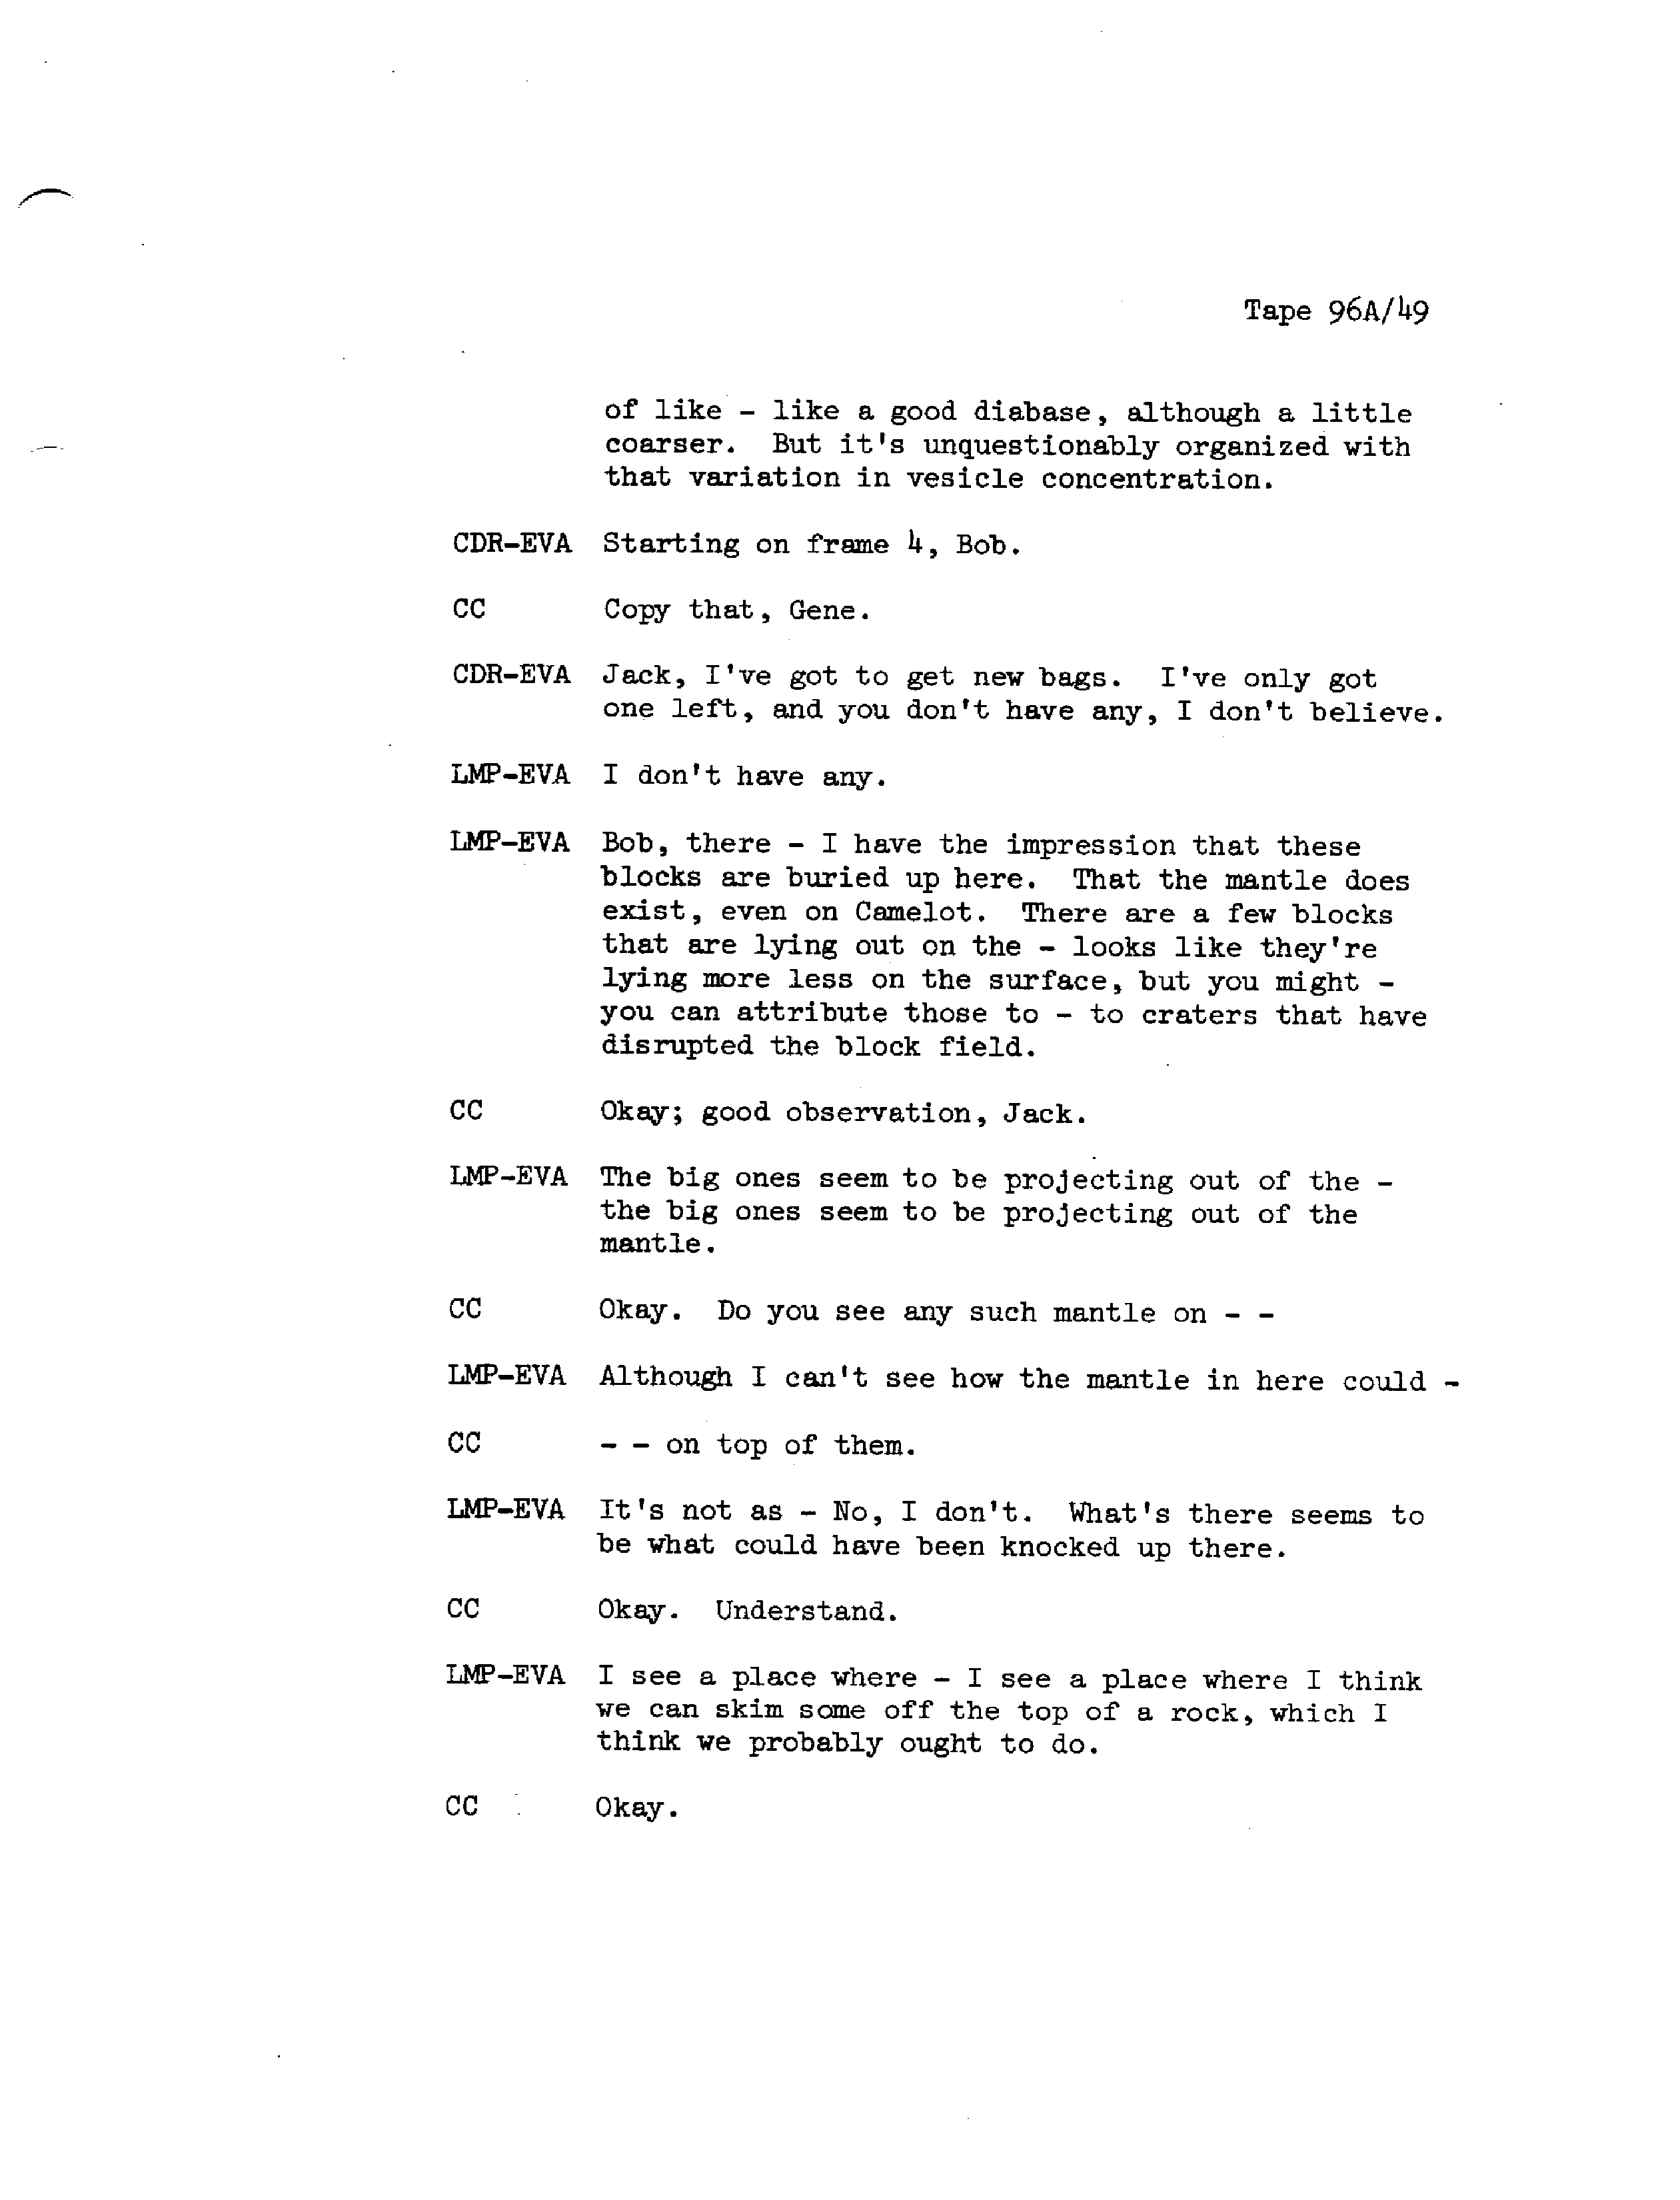 Tape 96A/49
of like - like a good diabase, although a little
coarser. But it's unquestionably organized with
that variation in vesicle concentration.
CDR-EVA Starting on frame 4, Bob.
CC Copy that, Gene.
CDR-EVA Jack, I've got to get new bags. I've only got
one left, and you don't have any, I don't believe.
LMP-EVA I don't have any.
LMP-EVA Bob, there - I have the impression that these
blocks are buried up here. That the mantle does
exist, even on Camelot. There are a few blocks
that are lying out on the - looks like they're
lying more less on the surface, but you might -
you can attribute those to - to craters that have
disrupted the block field.
CC Okay; good observation, Jack.
LMP-EVA The big ones seem to be projecting out of the -
the big ones seem to be projecting out of the
mantle.
CC Okay. Do you see any such mantle on - -
LMP-EVA Although I can't see how the mantle in here could -
CC - - on top of them.
LMP-EVA It's not as - No, I don't. What's there seems to
be what could have been knocked up there.
CC Okay. Understand.
LMP-EVA I see a place where - I see a place where I think
we can skim some off the top of a rock, which I
think we probably ought to do.
CC Okay.